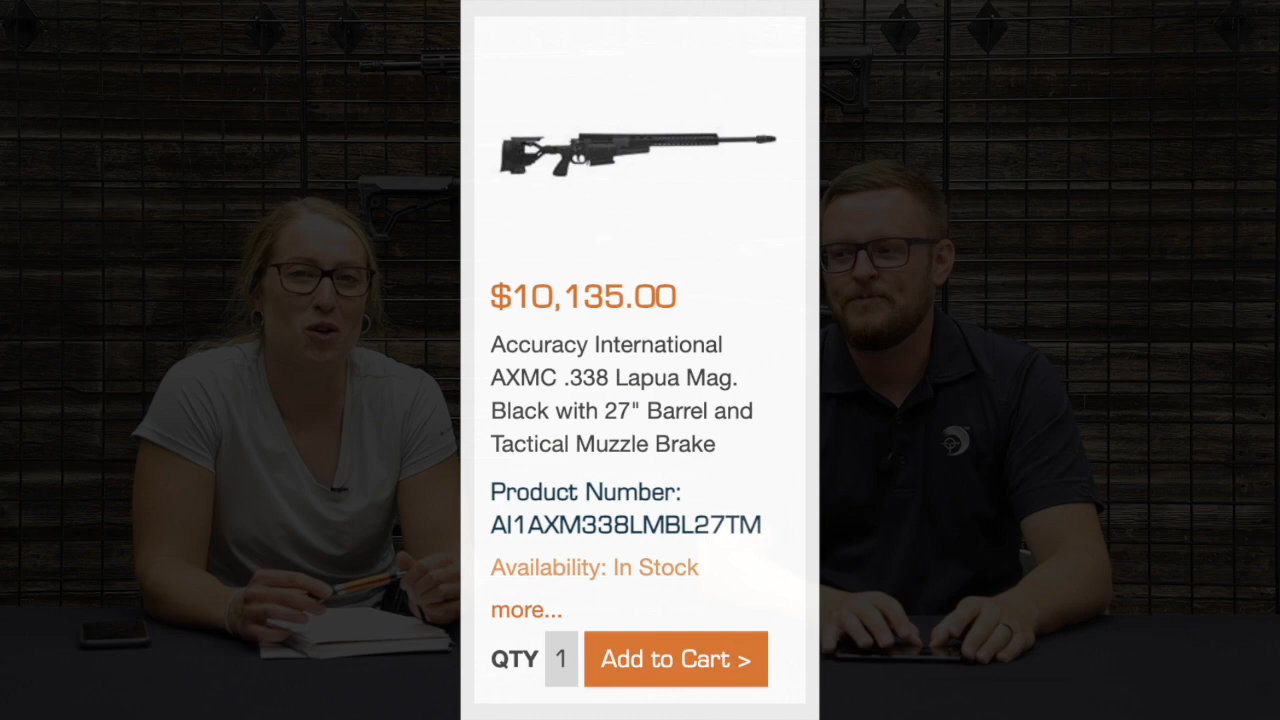 $10,135.00
Accuracy International
AXMC .338 Lapua Mag.
Black with 27" Barrel and
Tactical Muzzle Brake
Product Number:
AI1AXM338LMBL27TM
Availability: In Stock
more...
QTY 1 Add to Cart >